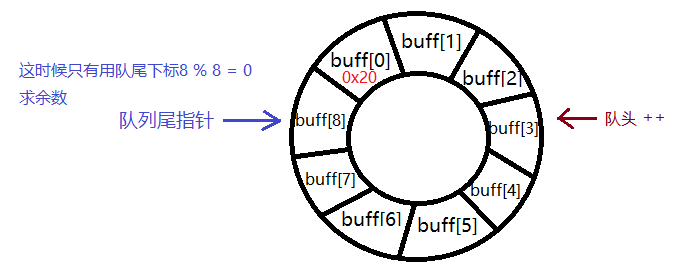 这时候只有用队尾下标8 % 8 = 0
求余数
队列尾指针
队头 ++
buff[0]
0x20
buff[1]
buff[2]
buff[3]
buff[4]
buff[5]
buff[6]
buff[7]
buff[8]